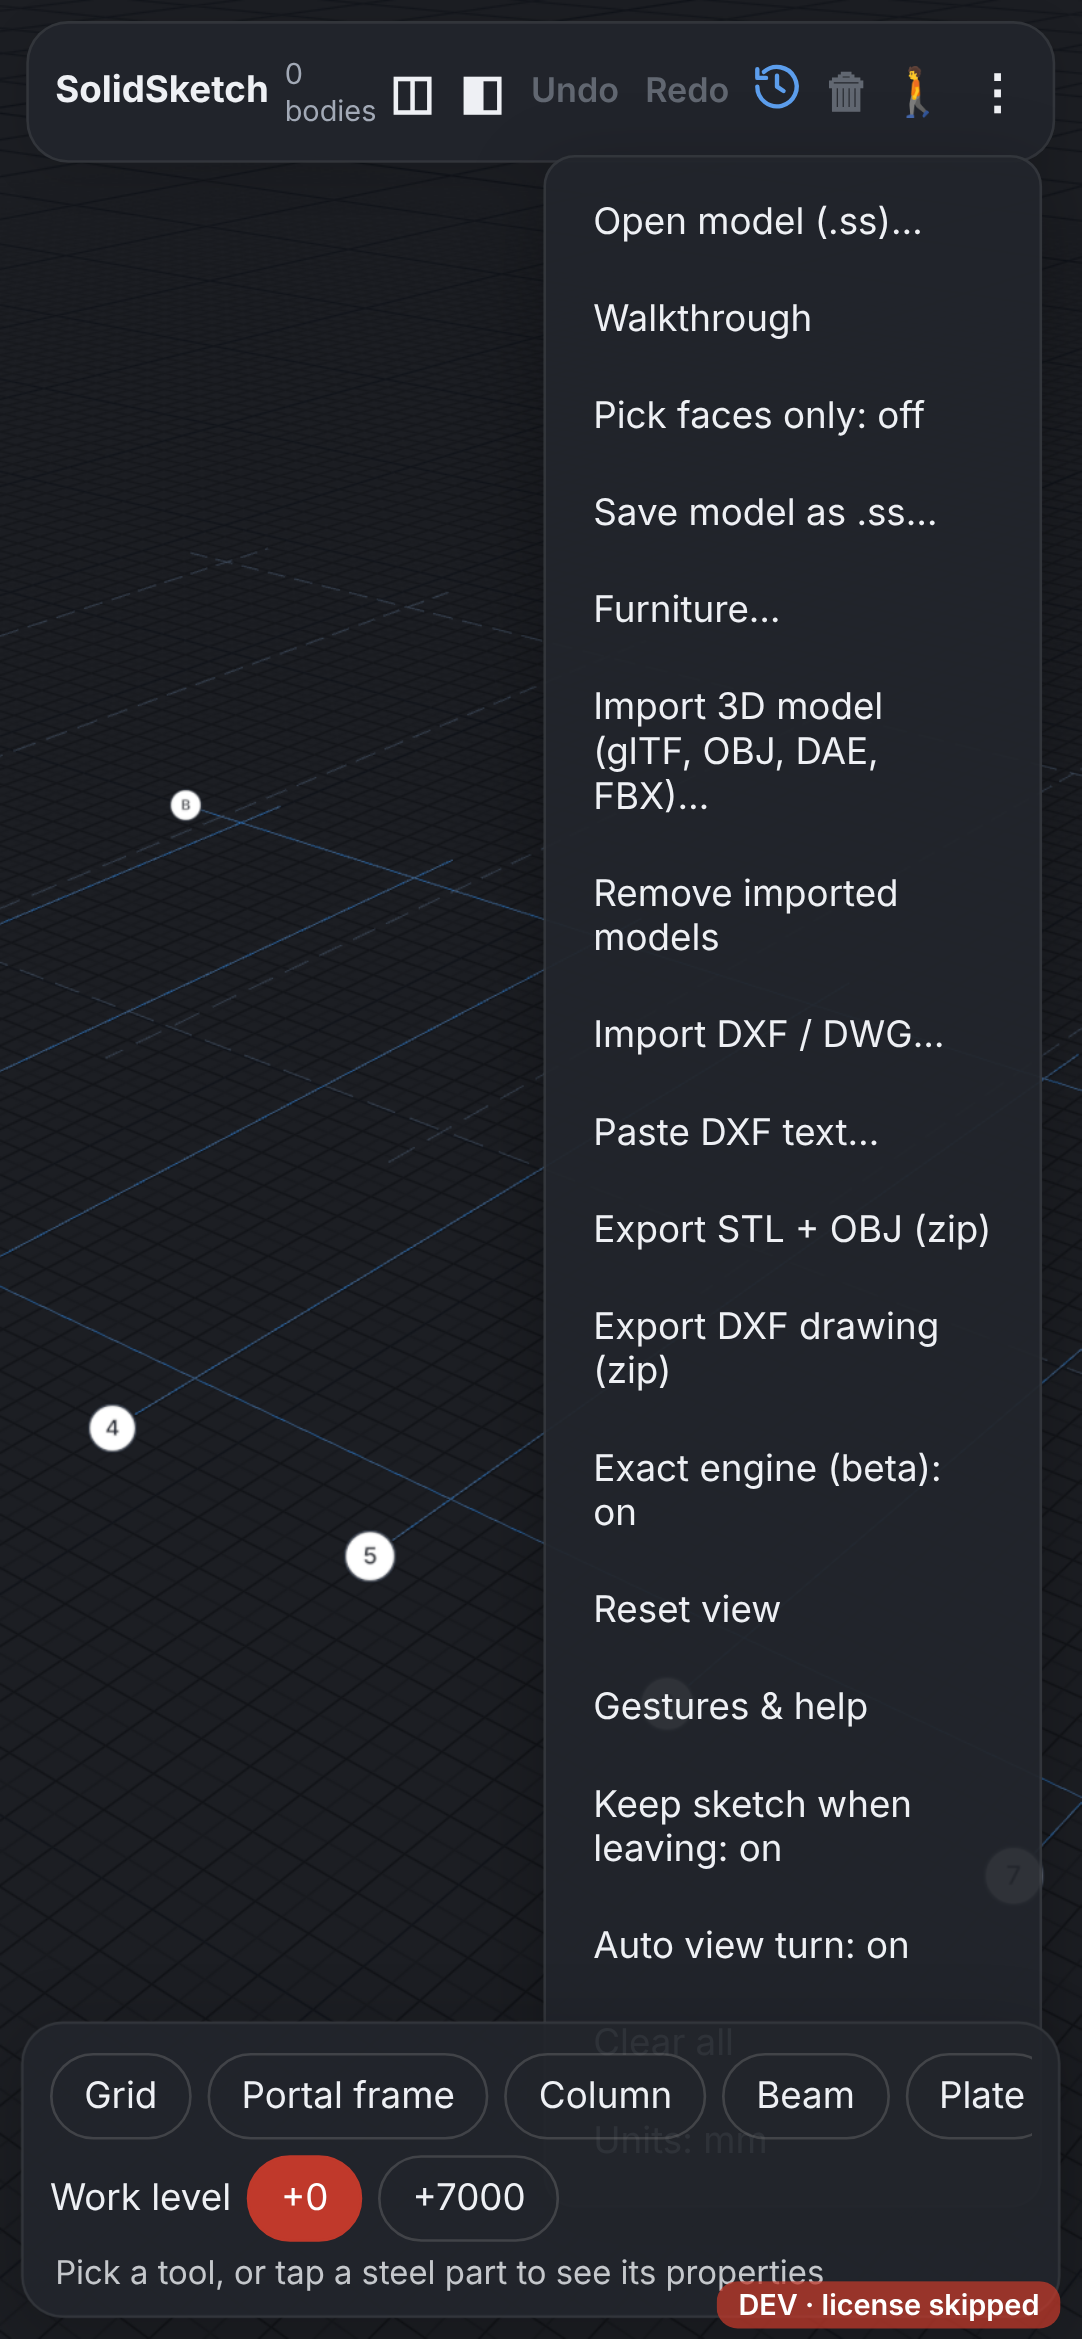 SolidSketch
0
bodies
Undo
Redo
Open model (.ss)...
Walkthrough
Pick faces only: off
Save model as .ss...
Furniture...
Import 3D model
(glTF, OBJ, DAE,
FBX)...
Remove imported
models
Import DXF / DWG...
Paste DXF text...
Export STL + OBJ (zip)
Export DXF drawing
(zip)
Exact engine (beta):
on
Reset view
Gestures & help
Keep sketch when
leaving: on
Auto view turn: on
Clear all
Units: mm
B
4
5
7
Grid
Portal frame
Column
Beam
Plate
Work level
+0
+7000
Pick a tool, or tap a steel part to see its properties
DEV · license skipped